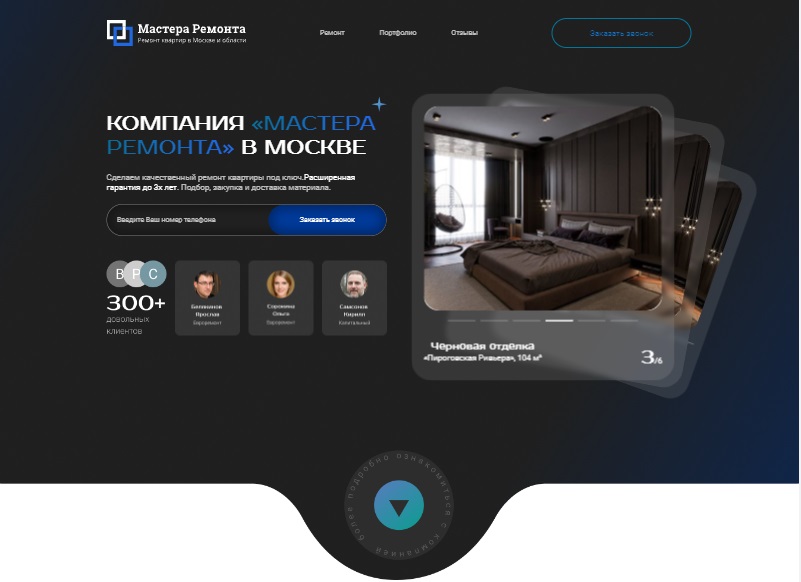 Мастера Ремонта
Ремонт квартир в Москве и области
Ремонт
Портфолио
Отзывы
Заказать звонок
КОМПАНИЯ «МАСТЕРА
РЕМОНТА» В МОСКВЕ
Сделаем качественный ремонт квартиры под ключ.Расширенная
гарантия до 3х лет. Подбор, закупка и доставка материала.
Введите Ваш номер телефона
Заказать звонок
В Р С
300+
довольных
клиентов
Ярослав
Евроремонт
Сорокина
Ольга
Евроремонт
Самсонов
Кирилл
Капитальный
Черновая отделка
«Пироговская Ривьера», 104 м²
3/6
более подробно ознакомиться с компанией